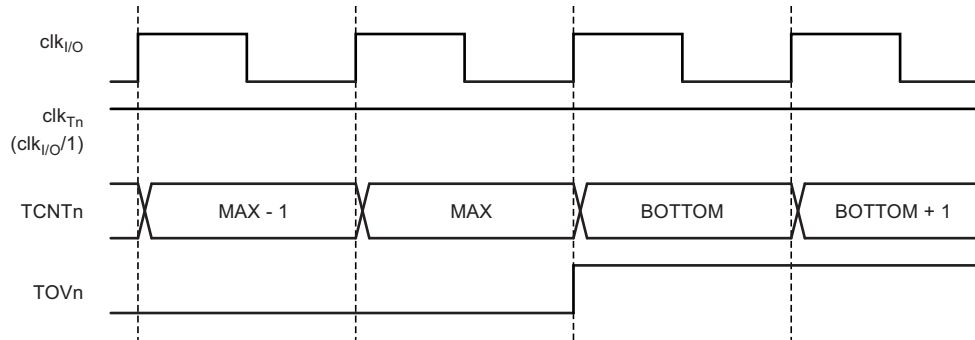 clkI/O
clkTn
(clkI/O/1)
TCNTn MAX - 1 MAX BOTTOM BOTTOM + 1
TOVn